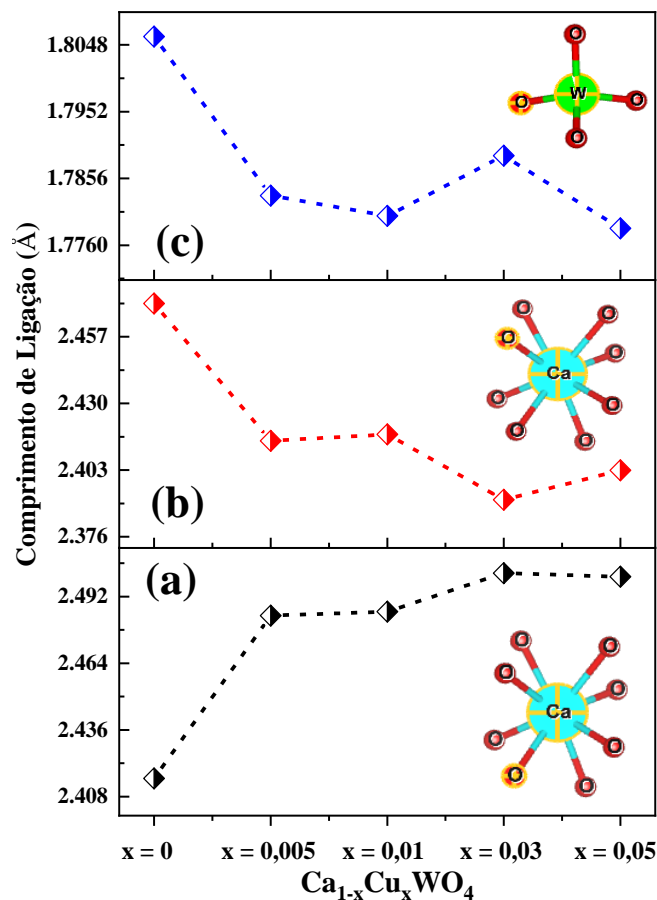 Comprimento de Ligação (Å)
1.8048
1.7952
1.7856
1.7760
(c)
O
O W O
O
2.457
2.430
2.403
2.376
(b)
O O
O O
Ca
O O
O O
2.492
2.464
2.436
2.408
(a)
O O
O O
Ca
O O
O O
x = 0 x = 0,005 x = 0,01 x = 0,03 x = 0,05
Ca₁₋ₓCuₓWO₄